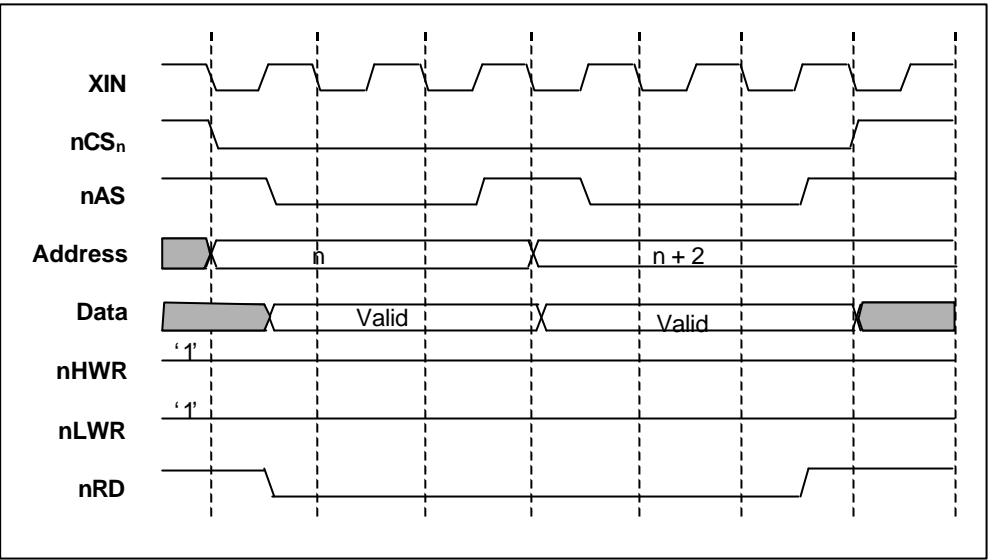 XIN
nCSn
nAS
Address n n + 2
Data Valid Valid
‘1’
nHWR
‘1’
nLWR
nRD